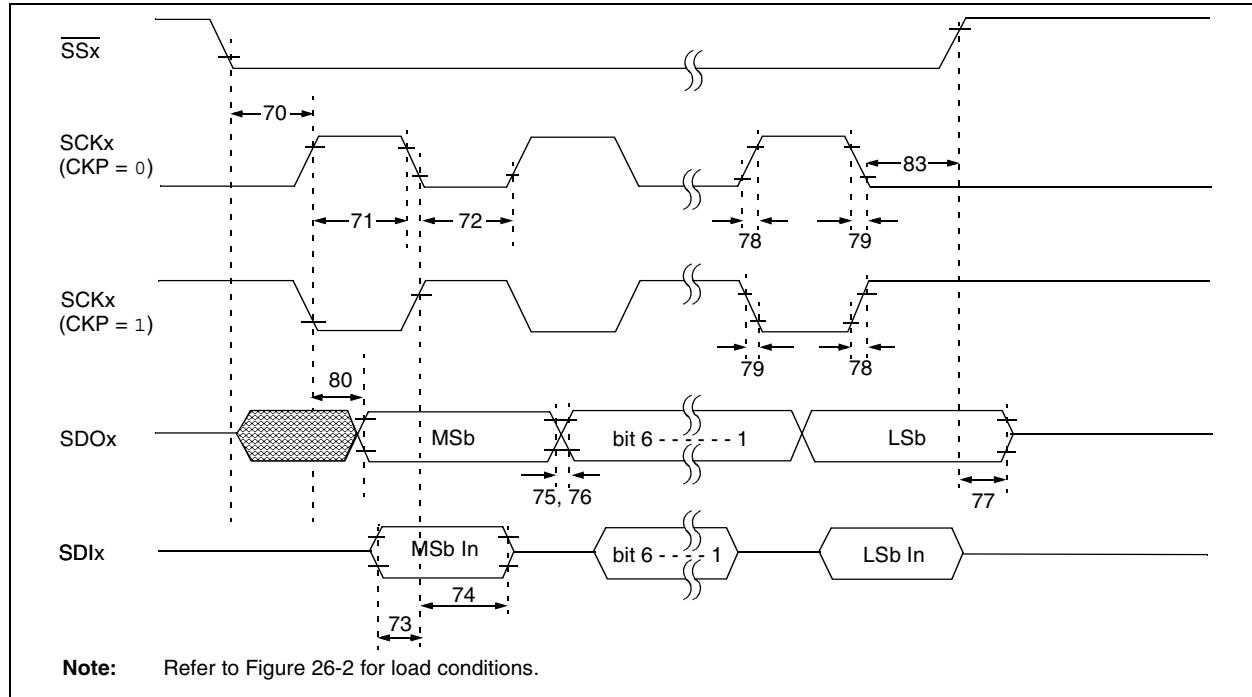 SSx
70
SCKx
(CKP = 0)
83
71
72
78
79
SCKx
(CKP = 1)
79
78
80
SDOx
MSb
bit 6 - - - - - - 1
LSb
75, 76
77
SDIx
MSb In
bit 6 - - - - 1
LSb In
74
73
Note: Refer to Figure 26-2 for load conditions.